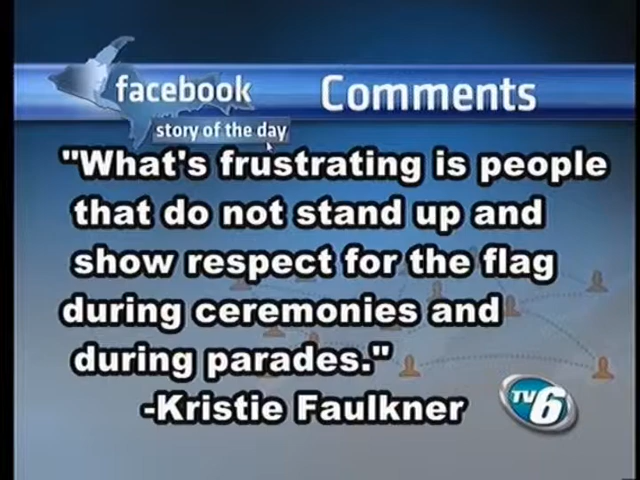 facebook Comments
story of the day
"What's frustrating is people
that do not stand up and
show respect for the flag
during ceremonies and
during parades."
-Kristie Faulkner
TV6